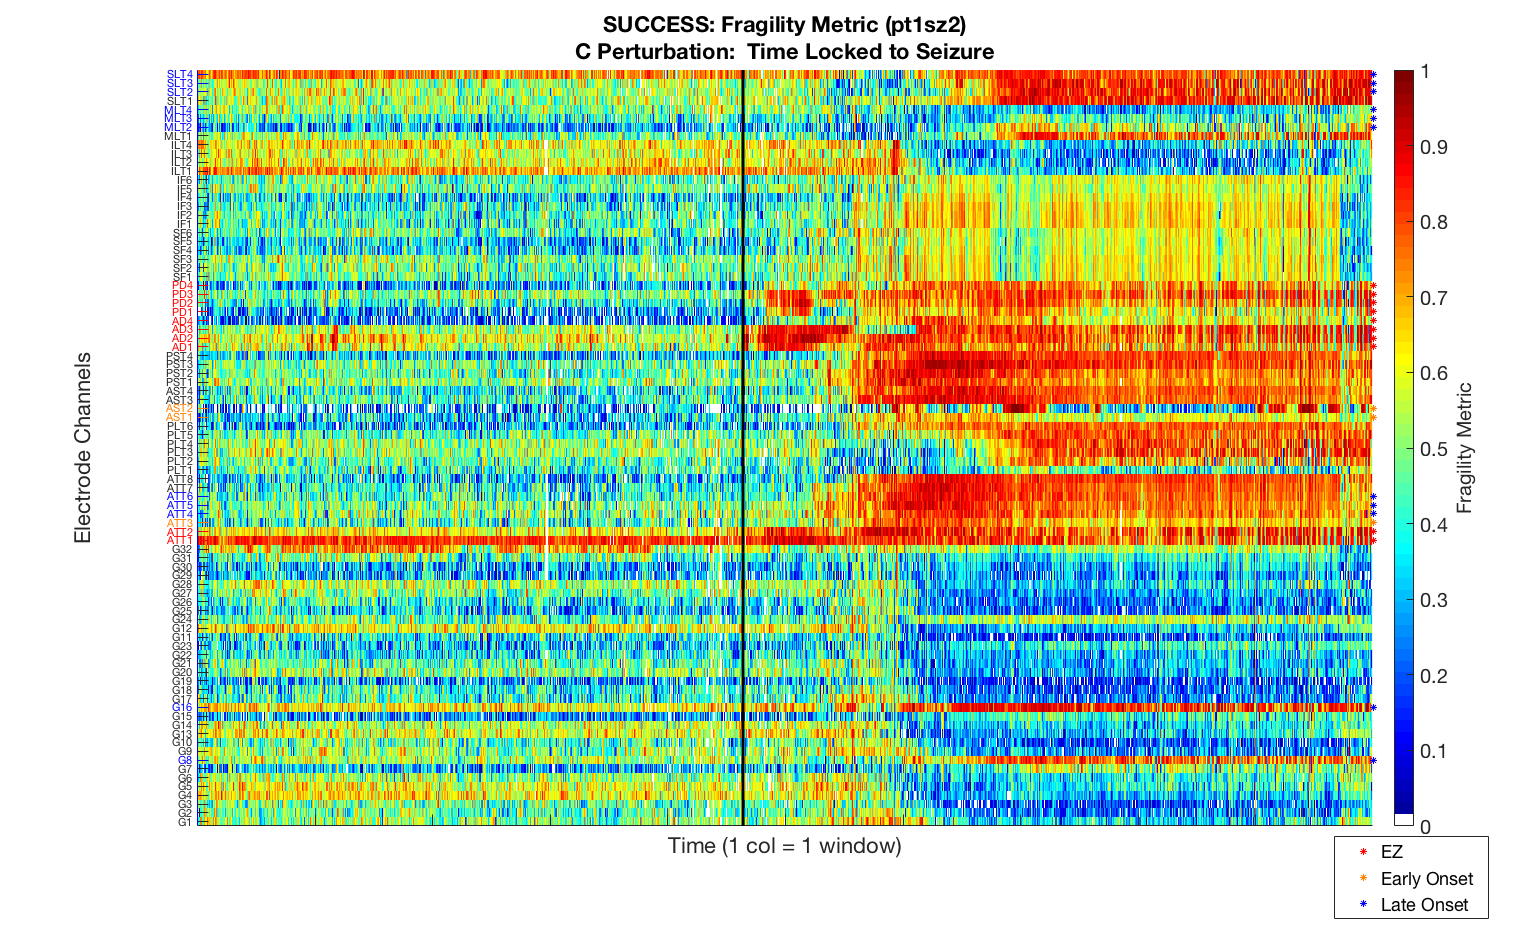 SUCCESS: Fragility Metric (pt1sz2)
C Perturbation:  Time Locked to Seizure
Electrode Channels
SLT4
SLT3
SLT2
SLT1
MLT4
MLT3
MLT2
MLT1
ILT4
ILT3
ILT2
ILT1
IF6
IF5
IF4
IF3
IF2
IF1
SF6
SF5
SF4
SF3
SF2
SF1
PD4
PD3
PD2
PD1
AD4
AD3
AD2
AD1
PST4
PST3
PST2
PST1
AST4
AST3
AST2
AST1
PLT6
PLT5
PLT4
PLT3
PLT2
PLT1
ATT8
ATT7
ATT6
ATT5
ATT4
ATT3
ATT2
ATT1
G32
G31
G30
G29
G28
G27
G26
G25
G24
G12
G11
G23
G22
G21
G20
G19
G18
G17
G16
G15
G14
G13
G10
G9
G8
G7
G6
G5
G4
G3
G2
G1
Time (1 col = 1 window)
1
0.9
0.8
0.7
0.6
0.5
0.4
0.3
0.2
0.1
0
Fragility Metric
EZ
Early Onset
Late Onset